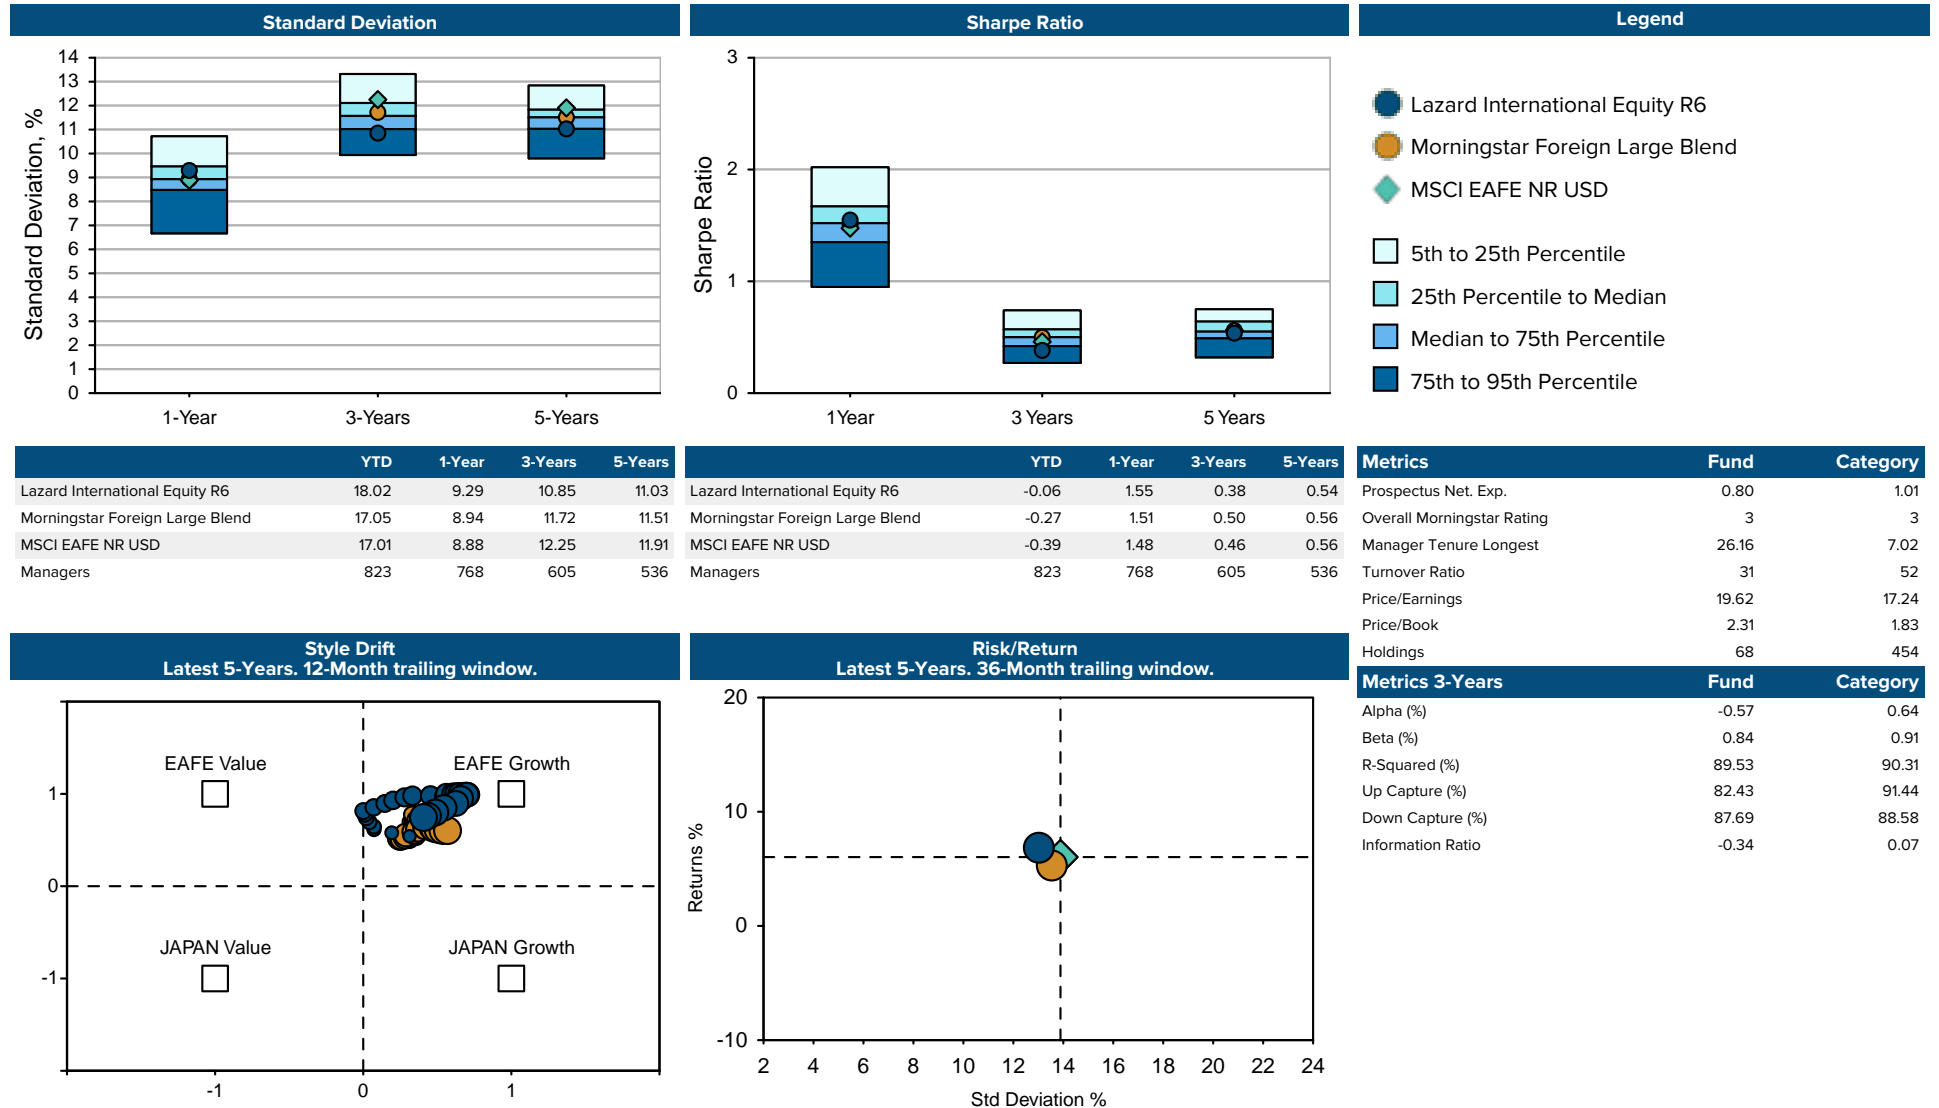 Standard Deviation
Sharpe Ratio
Legend
14
13
12
11
10
9
8
7
6
5
4
3
2
1
0
Standard Deviation, %
1-Year
3-Years
5-Years
3
2
1
0
Sharpe Ratio
1Year
3 Years
5 Years
Lazard International Equity R6
Morningstar Foreign Large Blend
MSCI EAFE NR USD
5th to 25th Percentile
25th Percentile to Median
Median to 75th Percentile
75th to 95th Percentile
YTD 1-Year 3-Years 5-Years
Lazard International Equity R6 18.02 9.29 10.85 11.03
Morningstar Foreign Large Blend 17.05 8.94 11.72 11.51
MSCI EAFE NR USD 17.01 8.88 12.25 11.91
Managers 823 768 605 536
YTD 1-Year 3-Years 5-Years
Lazard International Equity R6 -0.06 1.55 0.38 0.54
Morningstar Foreign Large Blend -0.27 1.51 0.50 0.56
MSCI EAFE NR USD -0.39 1.48 0.46 0.56
Managers 823 768 605 536
Metrics Fund Category
Prospectus Net. Exp. 0.80 1.01
Overall Morningstar Rating 3 3
Manager Tenure Longest 26.16 7.02
Turnover Ratio 31 52
Price/Earnings 19.62 17.24
Price/Book 2.31 1.83
Holdings 68 454
Metrics 3-Years Fund Category
Alpha (%) -0.57 0.64
Beta (%) 0.84 0.91
R-Squared (%) 89.53 90.31
Up Capture (%) 82.43 91.44
Down Capture (%) 87.69 88.58
Information Ratio -0.34 0.07
Style Drift
Latest 5-Years. 12-Month trailing window.
EAFE Value
EAFE Growth
1
0
JAPAN Value
JAPAN Growth
-1
-1 0 1
Risk/Return
Latest 5-Years. 36-Month trailing window.
20
10
0
-10
Returns %
2 4 6 8 10 12 14 16 18 20 22 24
Std Deviation %